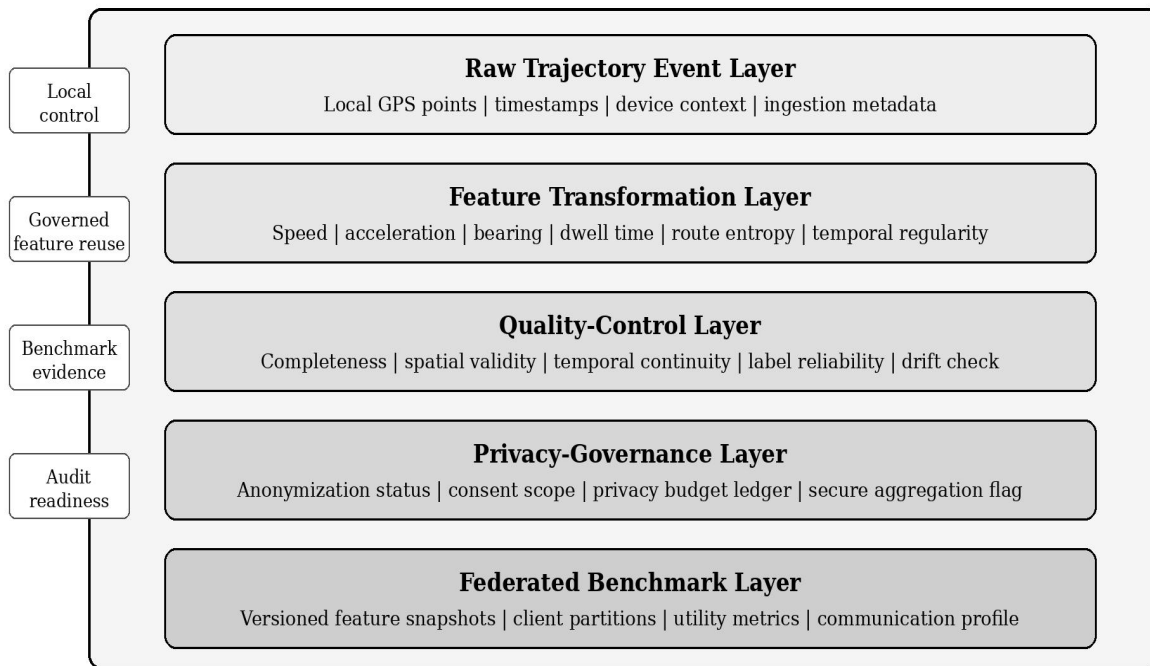 Raw Trajectory Event Layer
Local GPS points | timestamps | device context | ingestion metadata
Local
control
Feature Transformation Layer
Speed | acceleration | bearing | dwell time | route entropy | temporal regularity
Governed
feature reuse
Quality-Control Layer
Completeness | spatial validity | temporal continuity | label reliability | drift check
Benchmark
evidence
Privacy-Governance Layer
Anonymization status | consent scope | privacy budget ledger | secure aggregation flag
Audit
readiness
Federated Benchmark Layer
Versioned feature snapshots | client partitions | utility metrics | communication profile